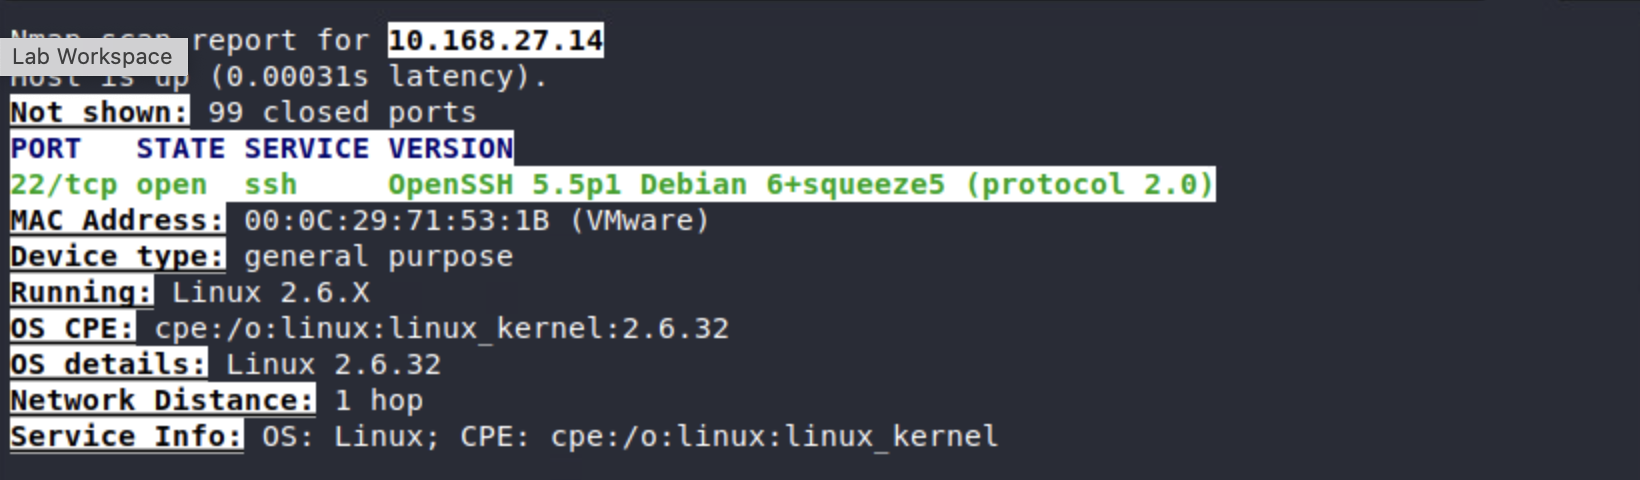 Nmap scan report for 10.168.27.14
Lab Workspace
Host is up (0.00031s latency).
Not shown: 99 closed ports
PORT   STATE SERVICE VERSION
22/tcp open  ssh     OpenSSH 5.5p1 Debian 6+squeeze5 (protocol 2.0)
MAC Address: 00:0C:29:71:53:1B (VMware)
Device type: general purpose
Running: Linux 2.6.X
OS CPE: cpe:/o:linux:linux_kernel:2.6.32
OS details: Linux 2.6.32
Network Distance: 1 hop
Service Info: OS: Linux; CPE: cpe:/o:linux:linux_kernel